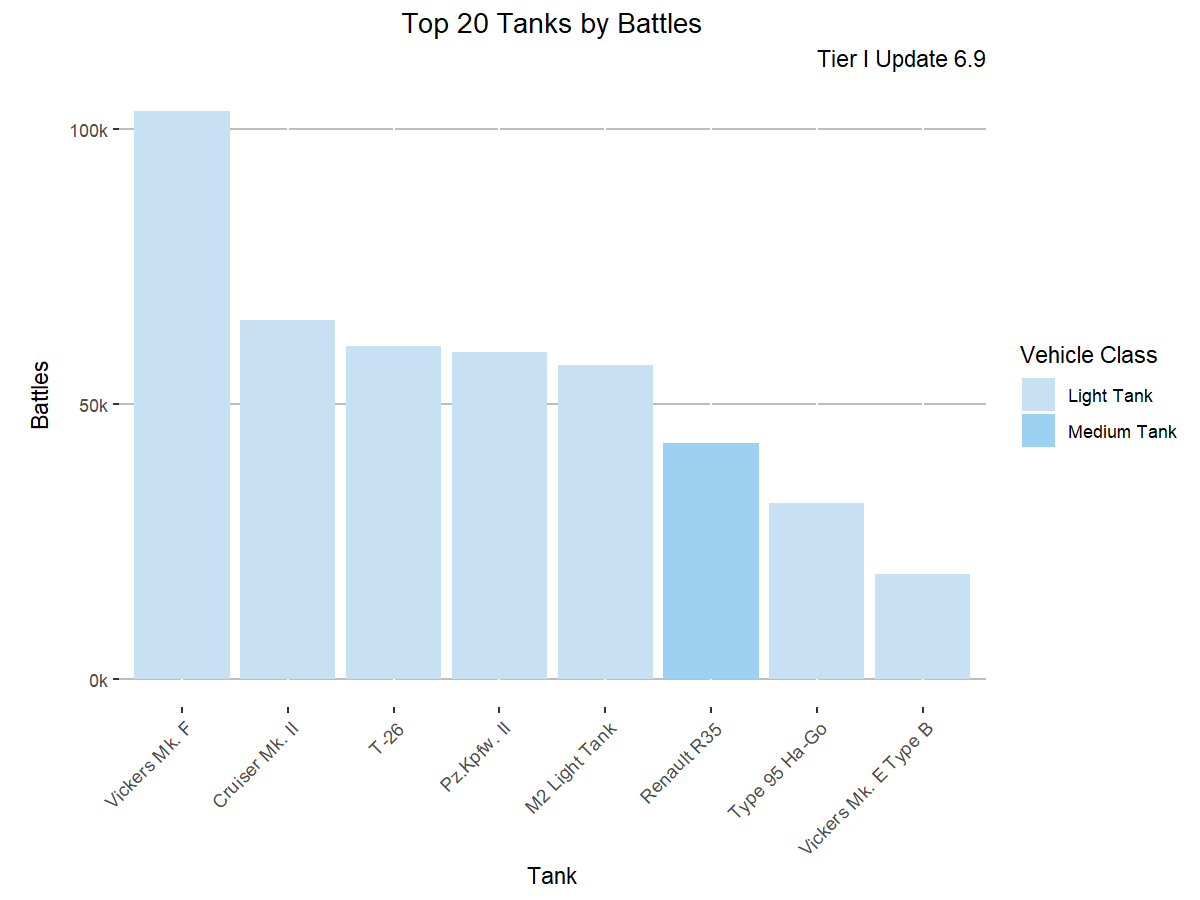 Top 20 Tanks by Battles
Tier I Update 6.9
Battles
100k
50k
0k
Vickers Mk. F
Cruiser Mk. II
T-26
Pz.Kpfw. II
M2 Light Tank
Renault R35
Type 95 Ha-Go
Vickers Mk. E Type B
Tank
Vehicle Class
Light Tank
Medium Tank